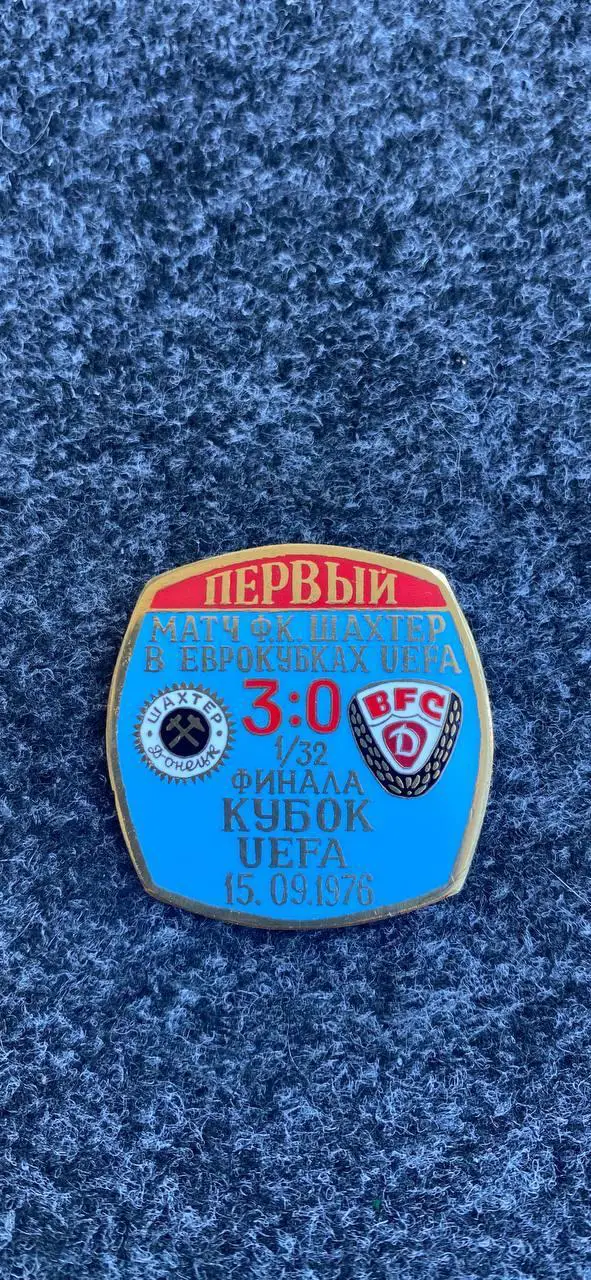 ПЕРВЫЙ
МАТЧ Ф.К. ШАХТЕР
В ЕВРОКУБКАХ UEFA
3:0
ШАХТЕР
Донецк
BFC
D
1/32
ФИНАЛА
КУБОК
UEFA
15.09.1976